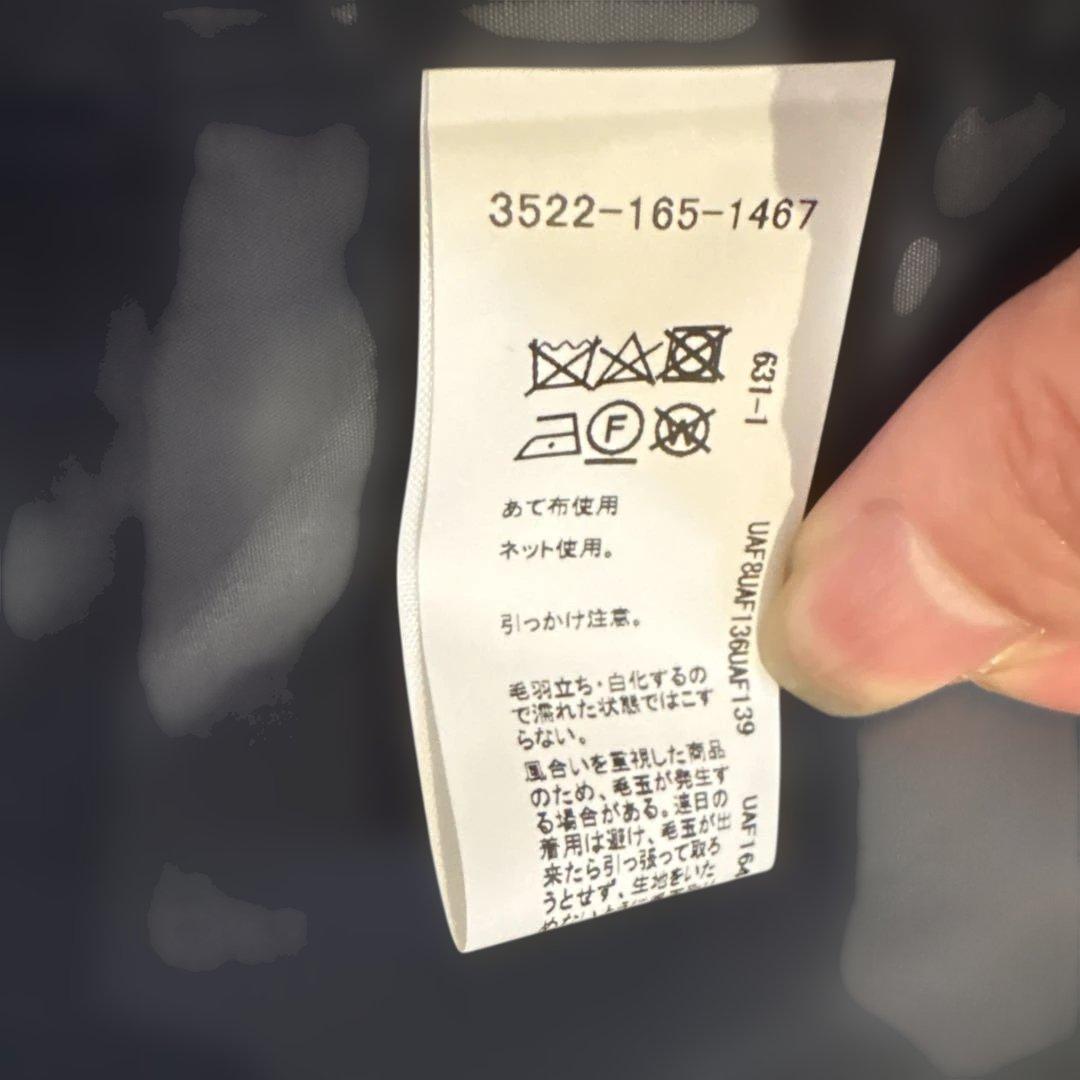 3522-165-1467
F
W
あて布使用
ネット使用。
引っかけ注意。
毛羽立ち・白化するの
で濡れた状態ではこす
らない。
風合いを重視した商品
のため、毛玉が発生す
る場合がある。連日の
着用は避け、毛玉が出
来たら引っ張って取ろ
うとせず、生地をいた
631-1
UAF8UAF136UAF139
UAF164